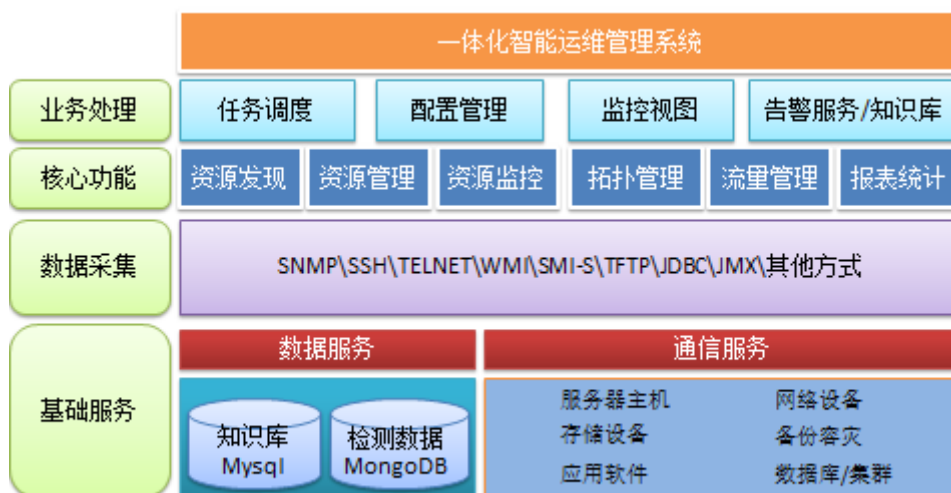 一体化智能运维管理系统
业务处理 任务调度 配置管理 监控视图 告警服务/知识库
核心功能 资源发现 资源管理 资源监控 拓扑管理 流量管理 报表统计
数据采集 SNMP\SSH\TELNET\WMI\SMI-S\TFTP\JDBC\JMX\其他方式
数据服务 通信服务
基础服务
知识库
Mysql
检测数据
MongoDB
服务器主机 网络设备
存储设备 备份容灾
应用软件 数据库/集群